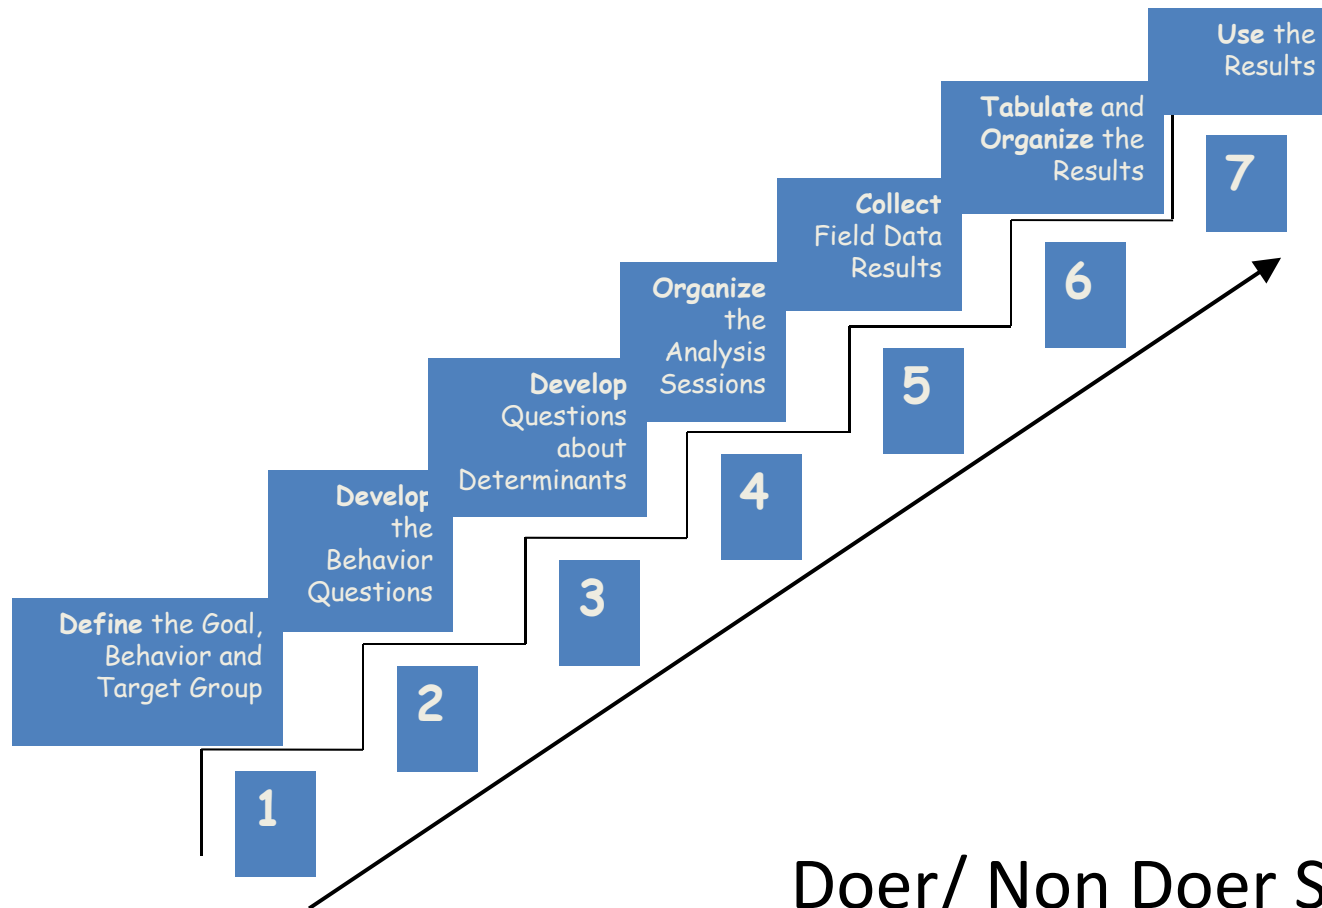 Define the Goal,
Behavior and
Target Group
1
Develop
the
Behavior
Questions
2
Develop
Questions
about
Determinants
3
Organize
the
Analysis
Sessions
4
Collect
Field Data
Results
5
Tabulate and
Organize the
Results
6
Use the
Results
7
Doer/ Non Doer S